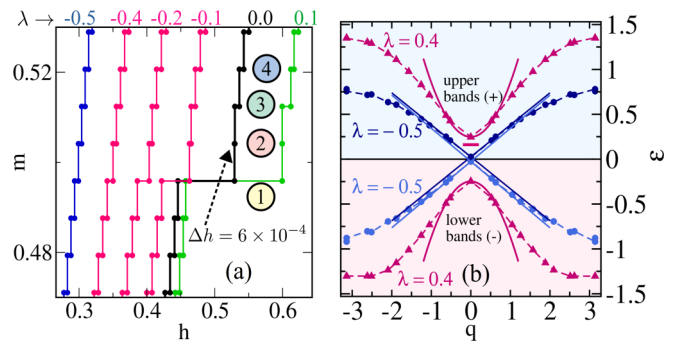 λ → -0.5 -0.4 -0.2 -0.1 0.0 0.1
0.52
0.48
m
4
3
2
1
Δh = 6 × 10⁻⁴
(a)
0.3 0.4 0.5 0.6
h
λ = 0.4
upper
bands (+)
λ = − 0.5
λ = − 0.5
lower
bands (-)
λ = 0.4
(b)
1.5
1
0.5
0
-0.5
-1
-1.5
ε
-3 -2 -1 0 1 2 3
q